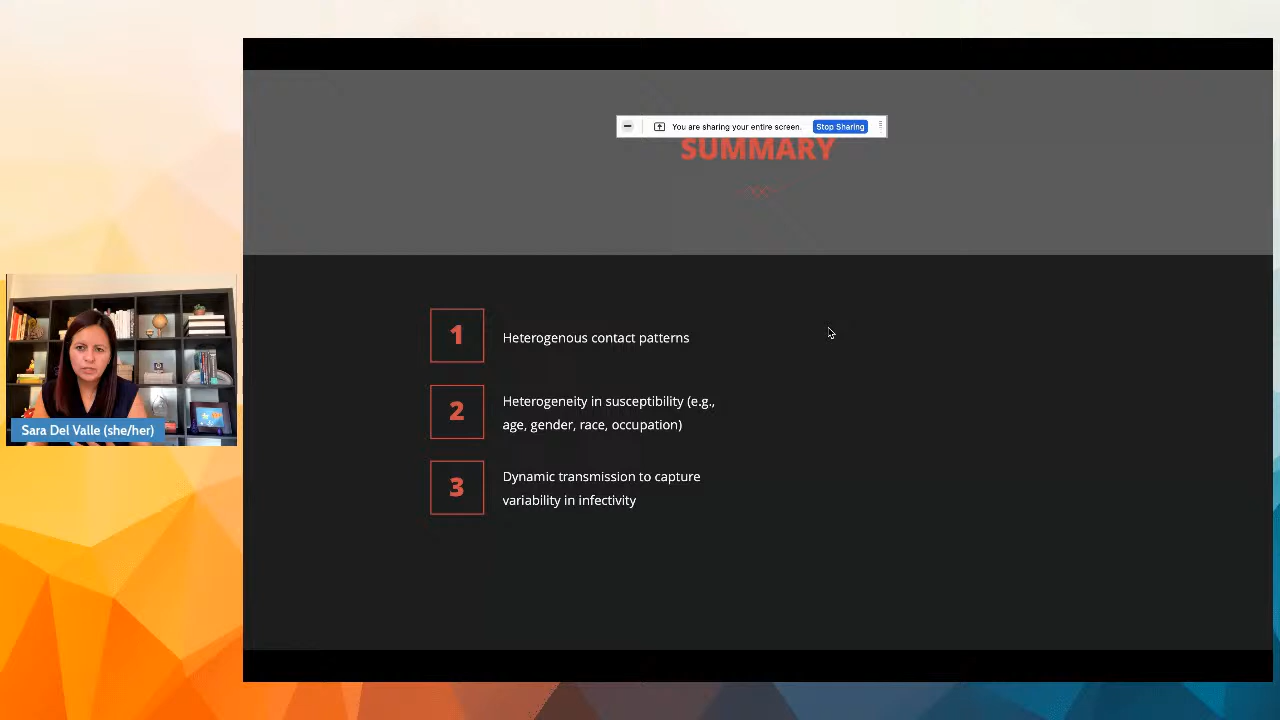 You are sharing your entire screen.
Stop Sharing
SUMMARY
1
Heterogenous contact patterns
2
Heterogeneity in susceptibility (e.g.,
age, gender, race, occupation)
3
Dynamic transmission to capture
variability in infectivity
Sara Del Valle (she/her)